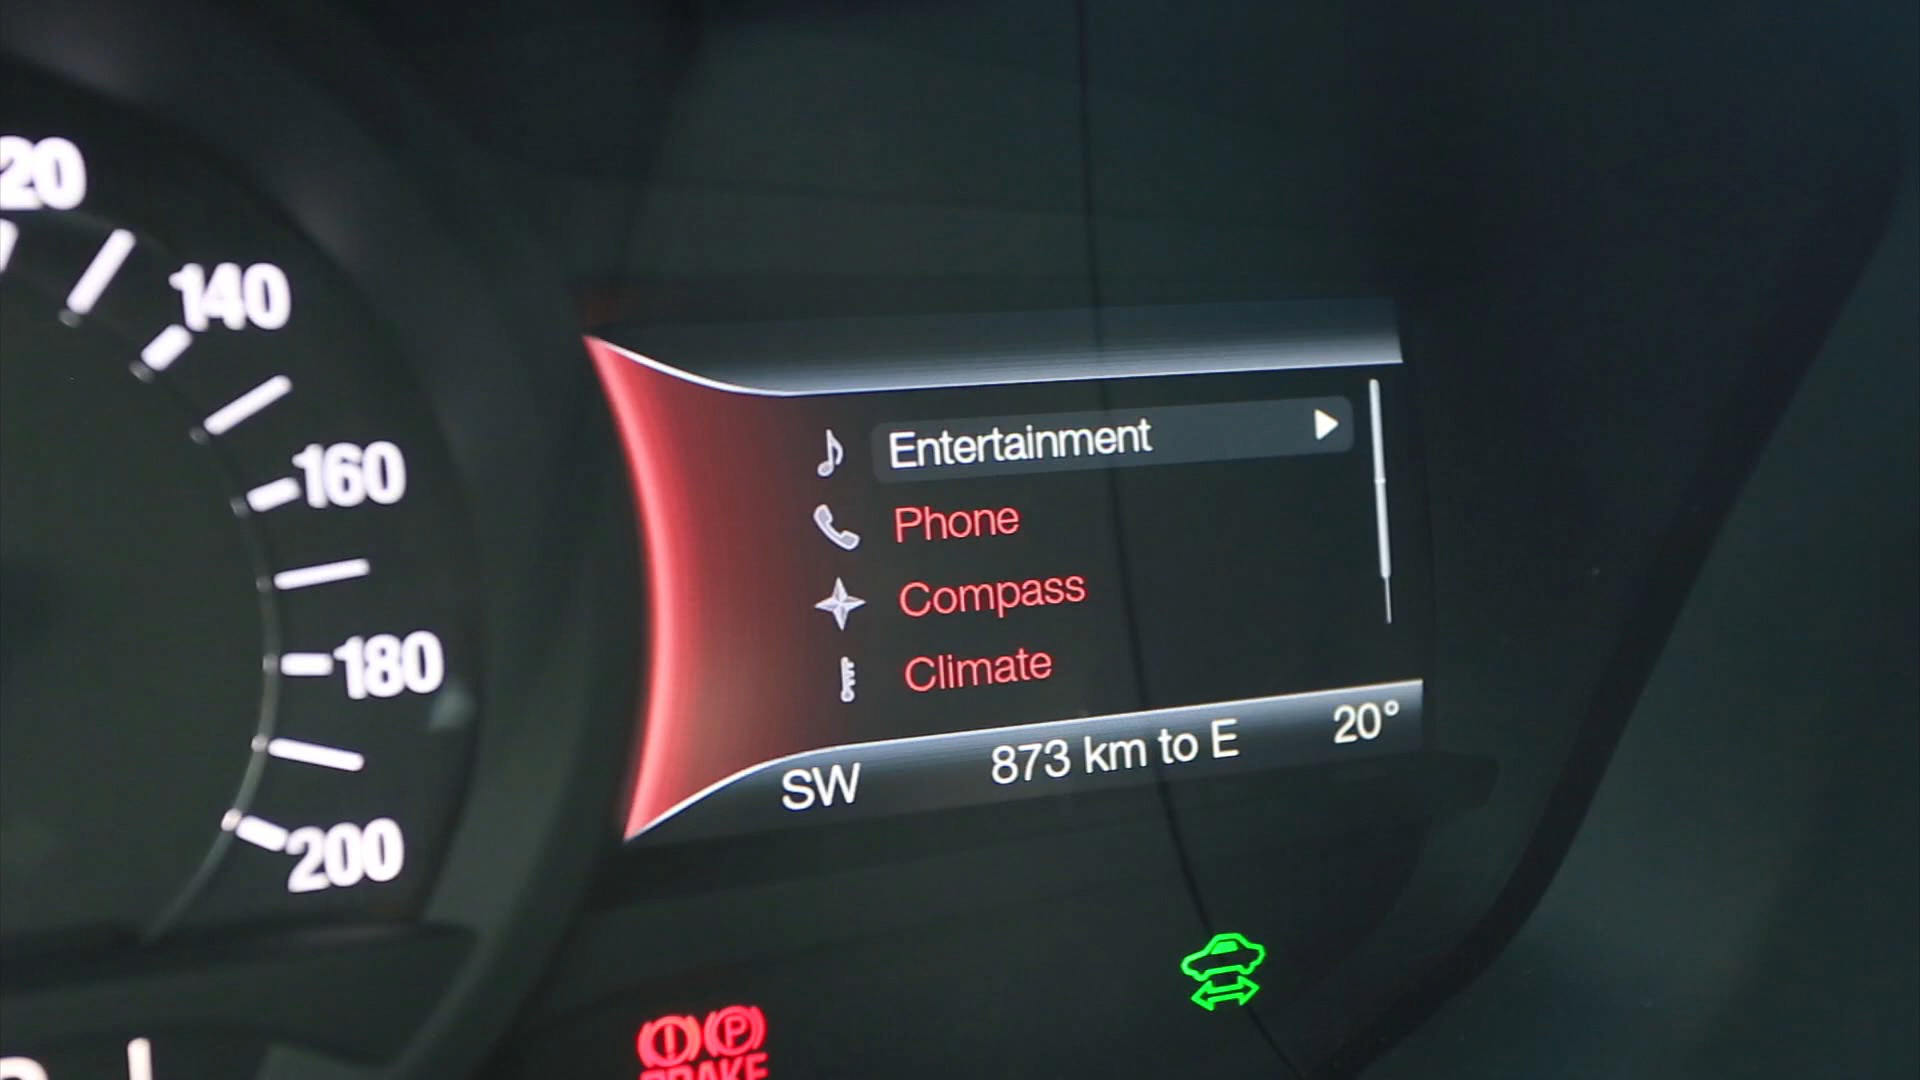 20
140
160
180
200
Entertainment
Phone
Compass
Climate
SW 873 km to E 20°
P
BRAKE